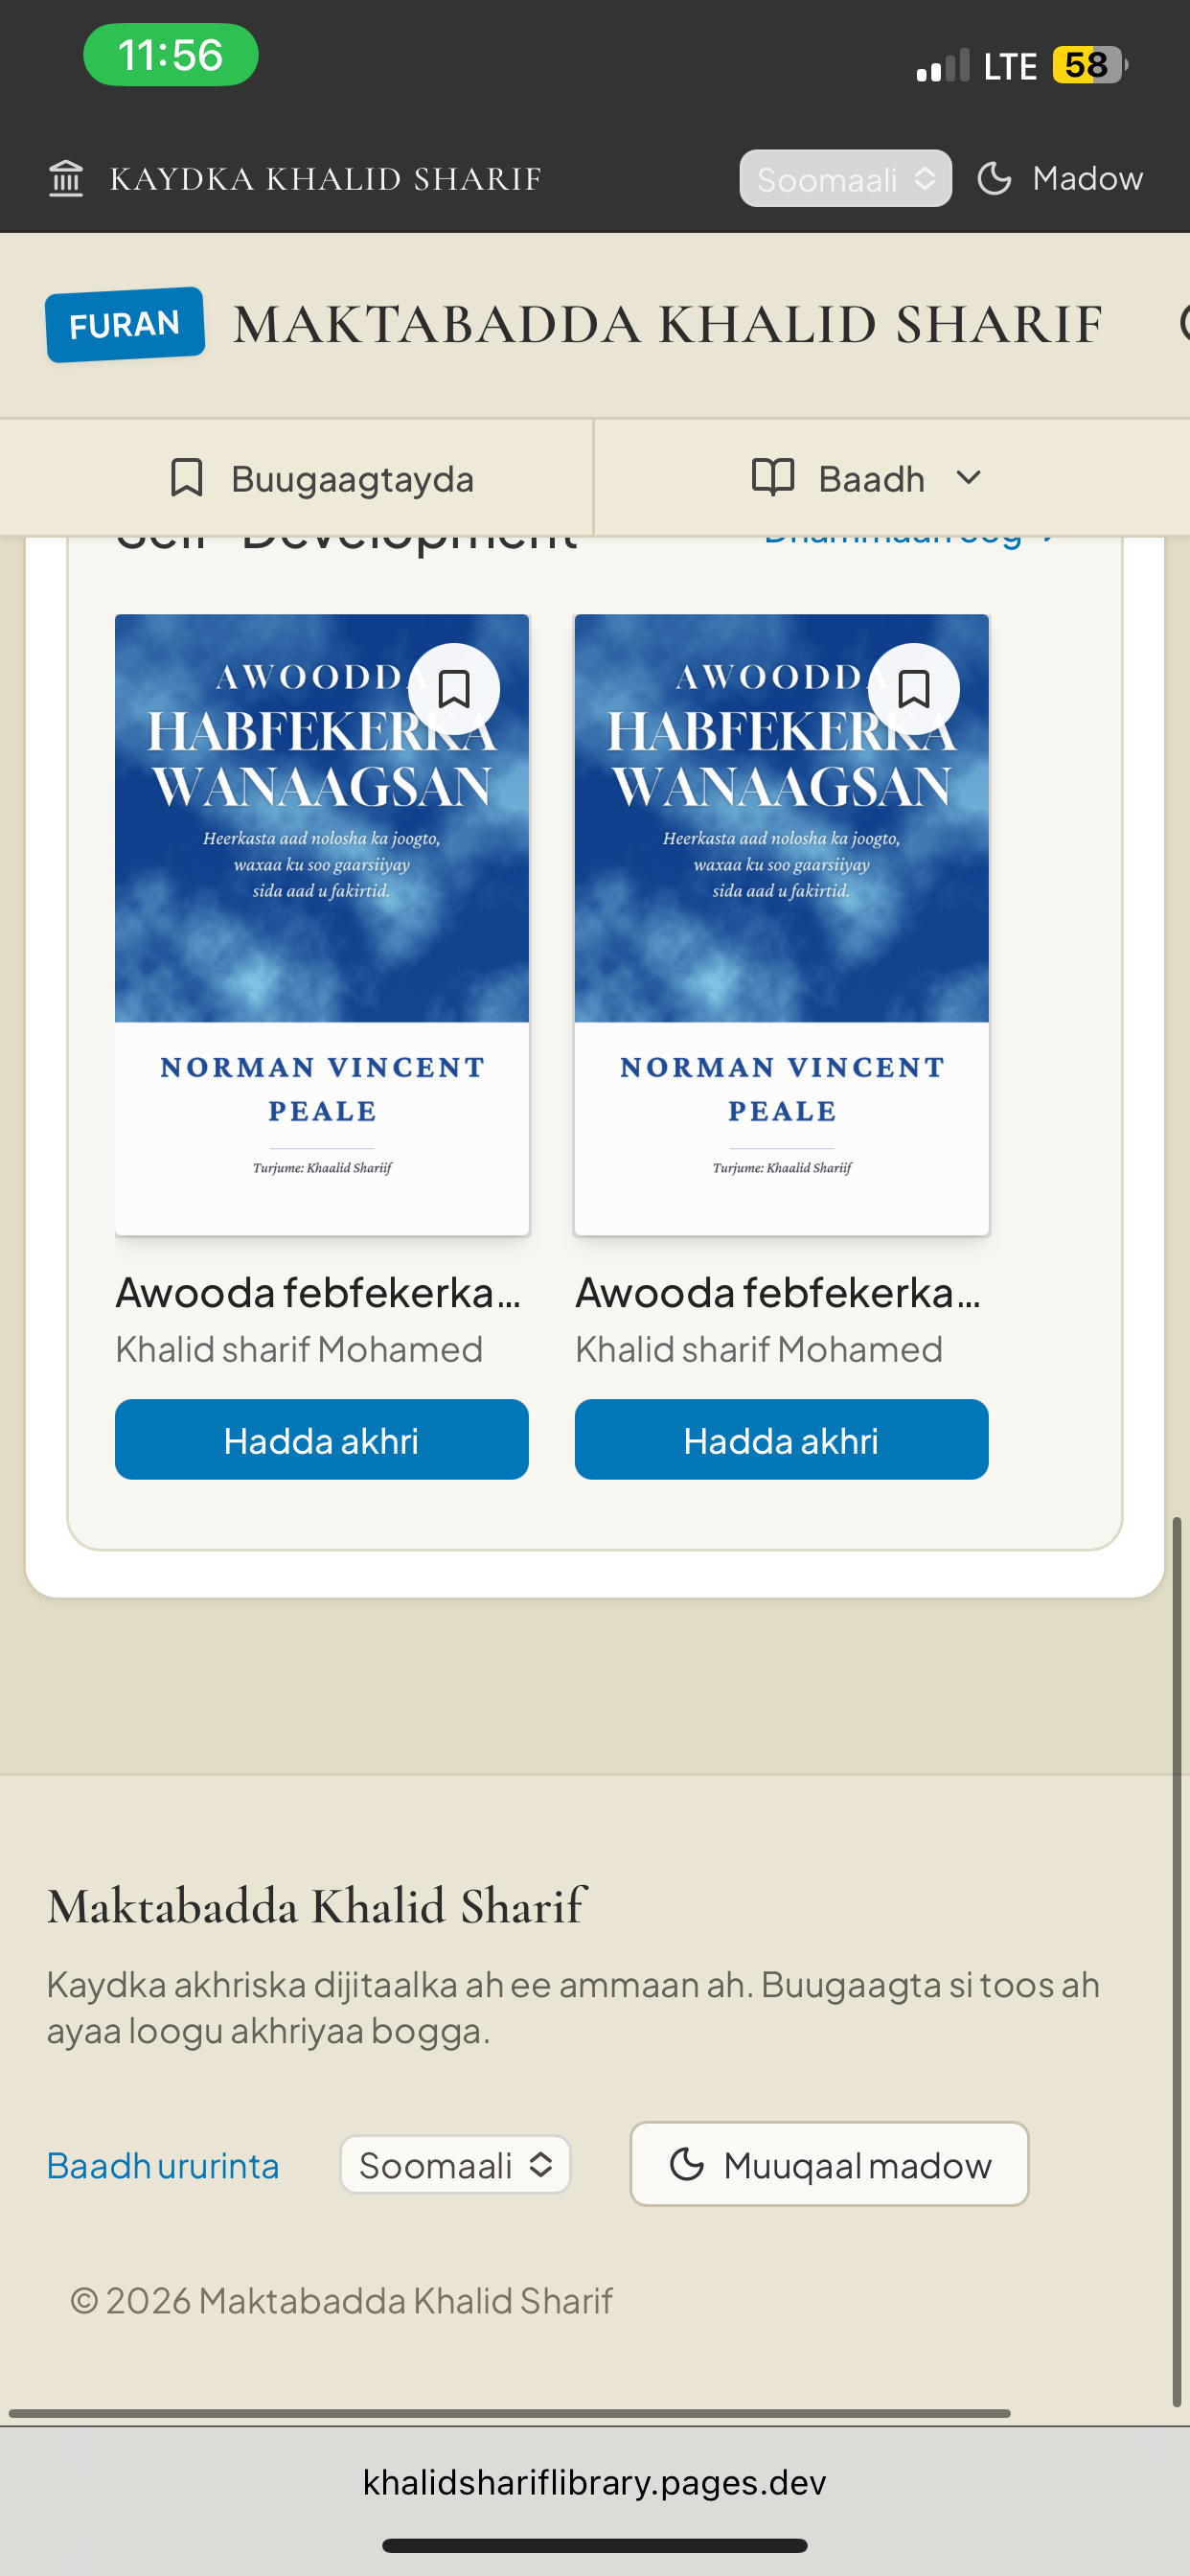 11:56
LTE 58
KAYDKA KHALID SHARIF
Soomaali
Madow
FURAN
MAKTABADDA KHALID SHARIF
Buugaagtayda
Baadh
Self-Development
Dhammaan eeg
AWOODDA
HABFEKERKA
WANAAGSAN
Heerkasta aad nolosha ka joogto,
waxaa ku soo gaarsiiyay
sida aad u fakirtid.
NORMAN VINCENT
PEALE
Turjume: Khaalid Shariif
Awooda febfekerka...
Khalid sharif Mohamed
Hadda akhri
AWOODDA
HABFEKERKA
WANAAGSAN
Heerkasta aad nolosha ka joogto,
waxaa ku soo gaarsiiyay
sida aad u fakirtid.
NORMAN VINCENT
PEALE
Turjume: Khaalid Shariif
Awooda febfekerka...
Khalid sharif Mohamed
Hadda akhri
Maktabadda Khalid Sharif
Kaydka akhriska dijitaalka ah ee ammaan ah. Buugaagta si toos ah
ayaa loogu akhriyaa bogga.
Baadh ururinta
Soomaali
Muuqaal madow
© 2026 Maktabadda Khalid Sharif
khalidshariflibrary.pages.dev